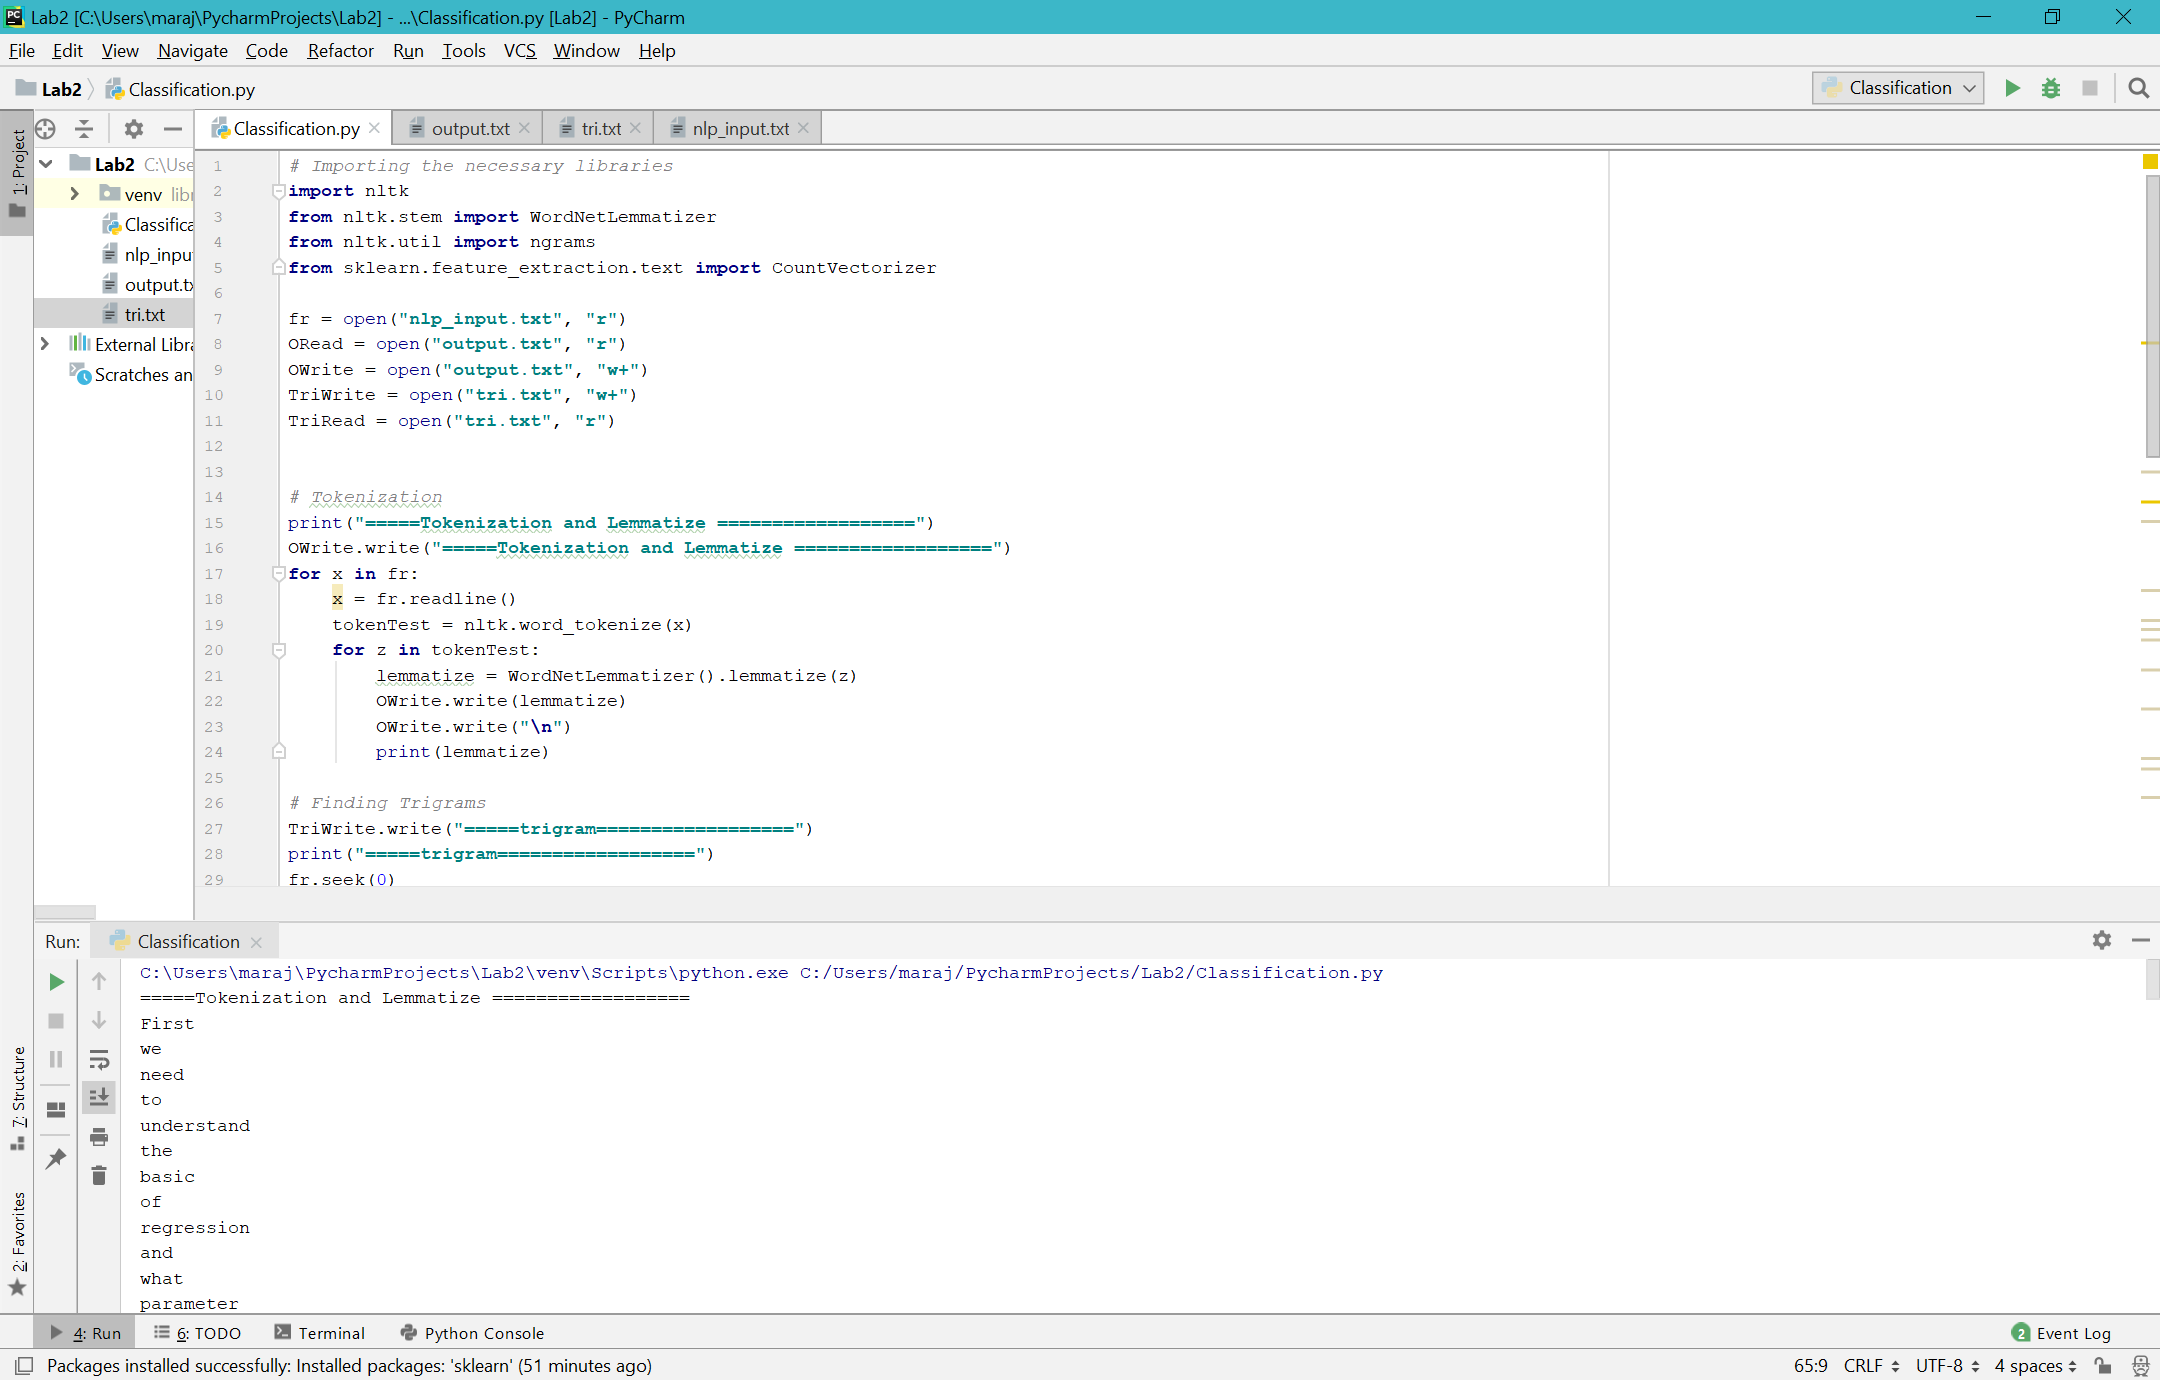 Lab2 [C:\Users\maraj\PycharmProjects\Lab2] - ...\Classification.py [Lab2] - PyCharm
File Edit View Navigate Code Refactor Run Tools VCS Window Help
Lab2 Classification.py
Classification
1: Project
Classification.py output.txt tri.txt nlp_input.txt
Lab2 C:\Use
venv libr
Classifica
nlp_inpu
output.tx
tri.txt
External Libra
Scratches an
1 # Importing the necessary libraries
2 import nltk
3 from nltk.stem import WordNetLemmatizer
4 from nltk.util import ngrams
5 from sklearn.feature_extraction.text import CountVectorizer
6
7 fr = open("nlp_input.txt", "r")
8 ORead = open("output.txt", "r")
9 OWrite = open("output.txt", "w+")
10 TriWrite = open("tri.txt", "w+")
11 TriRead = open("tri.txt", "r")
12
13
14 # Tokenization
15 print("=====Tokenization and Lemmatize ==================")
16 OWrite.write("=====Tokenization and Lemmatize ==================")
17 for x in fr:
18     x = fr.readline()
19     tokenTest = nltk.word_tokenize(x)
20     for z in tokenTest:
21         lemmatize = WordNetLemmatizer().lemmatize(z)
22         OWrite.write(lemmatize)
23         OWrite.write("\n")
24         print(lemmatize)
25
26 # Finding Trigrams
27 TriWrite.write("=====trigram==================")
28 print("=====trigram==================")
29 fr.seek(0)
Run: Classification
C:\Users\maraj\PycharmProjects\Lab2\venv\Scripts\python.exe C:/Users/maraj/PycharmProjects/Lab2/Classification.py
=====Tokenization and Lemmatize ==================
First
we
need
to
understand
the
basic
of
regression
and
what
parameter
7: Structure
2: Favorites
4: Run 6: TODO Terminal Python Console 2 Event Log
Packages installed successfully: Installed packages: 'sklearn' (51 minutes ago) 65:9 CRLF UTF-8 4 spaces